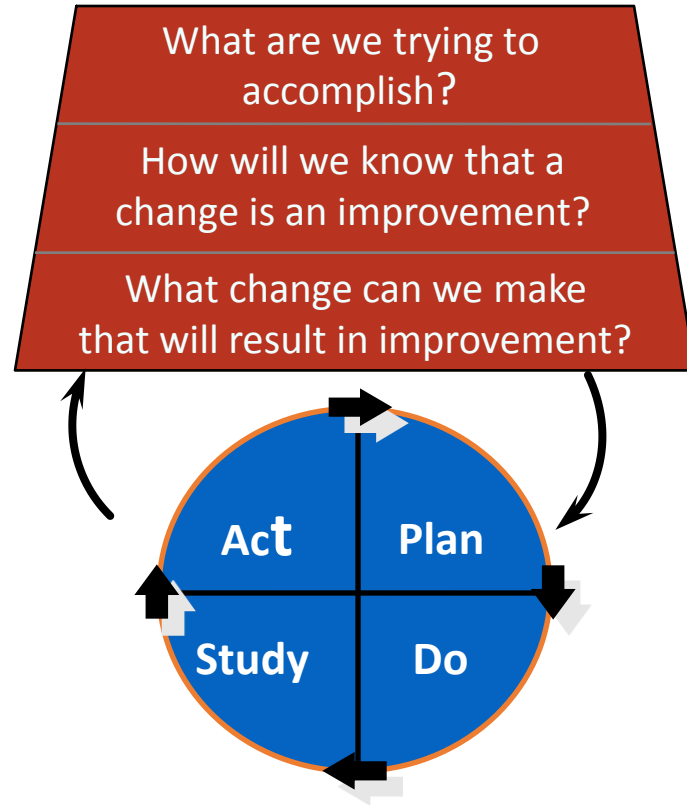 What are we trying to
accomplish?
How will we know that a
change is an improvement?
What change can we make
that will result in improvement?
Act
Plan
Study
Do